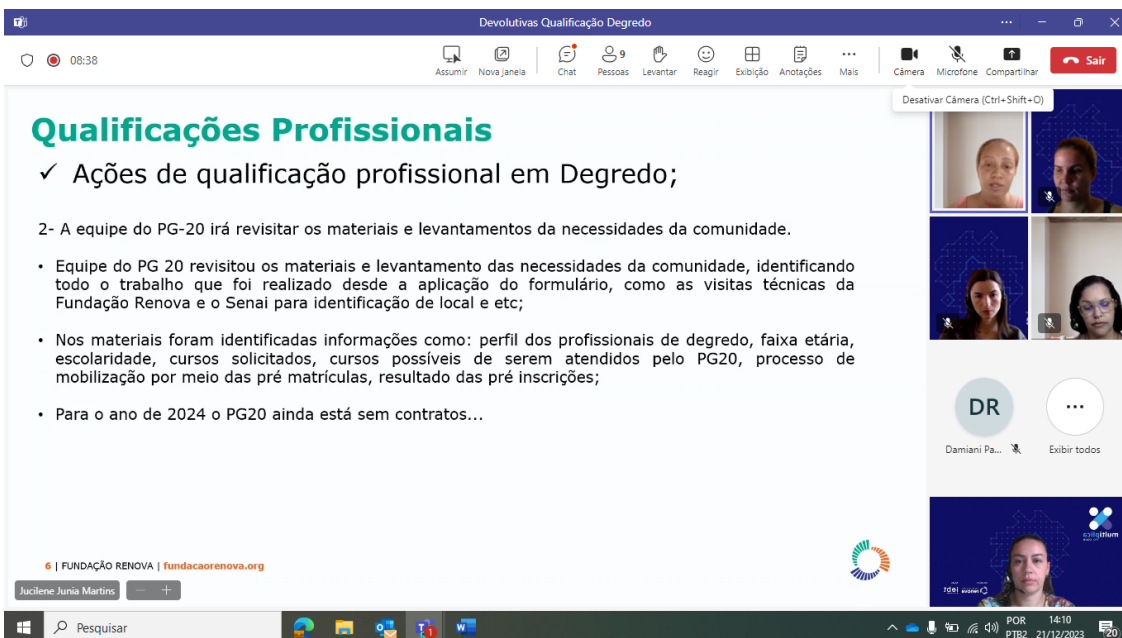 Devolutivas Qualificação Degredo
08:38
Assumir
Nova janela
Chat
9
Pessoas
Levantar
Reagir
Exibição
Anotações
Mais
Câmera
Microfone
Compartilhar
Sair
Desativar Câmera (Ctrl+Shift+O)
Qualificações Profissionais
✓ Ações de qualificação profissional em Degredo;
2- A equipe do PG-20 irá revisitar os materiais e levantamentos da necessidades da comunidade.
• Equipe do PG 20 revisitou os materiais e levantamento das necessidades da comunidade, identificando
todo o trabalho que foi realizado desde a aplicação do formulário, como as visitas técnicas da
Fundação Renova e o Senai para identificação de local e etc;
• Nos materiais foram identificadas informações como: perfil dos profissionais de degredo, faixa etária,
escolaridade, cursos solicitados, cursos possíveis de serem atendidos pelo PG20, processo de
mobilização por meio das pré matrículas, resultado das pré inscrições;
• Para o ano de 2024 o PG20 ainda está sem contratos...
6 | FUNDAÇÃO RENOVA | fundacaorenova.org
Jucilene Junia Martins
DR
Damiani Pa...
Exibir todos
Pesquisar
1
POR
PTB2
14:10
21/12/2023
20